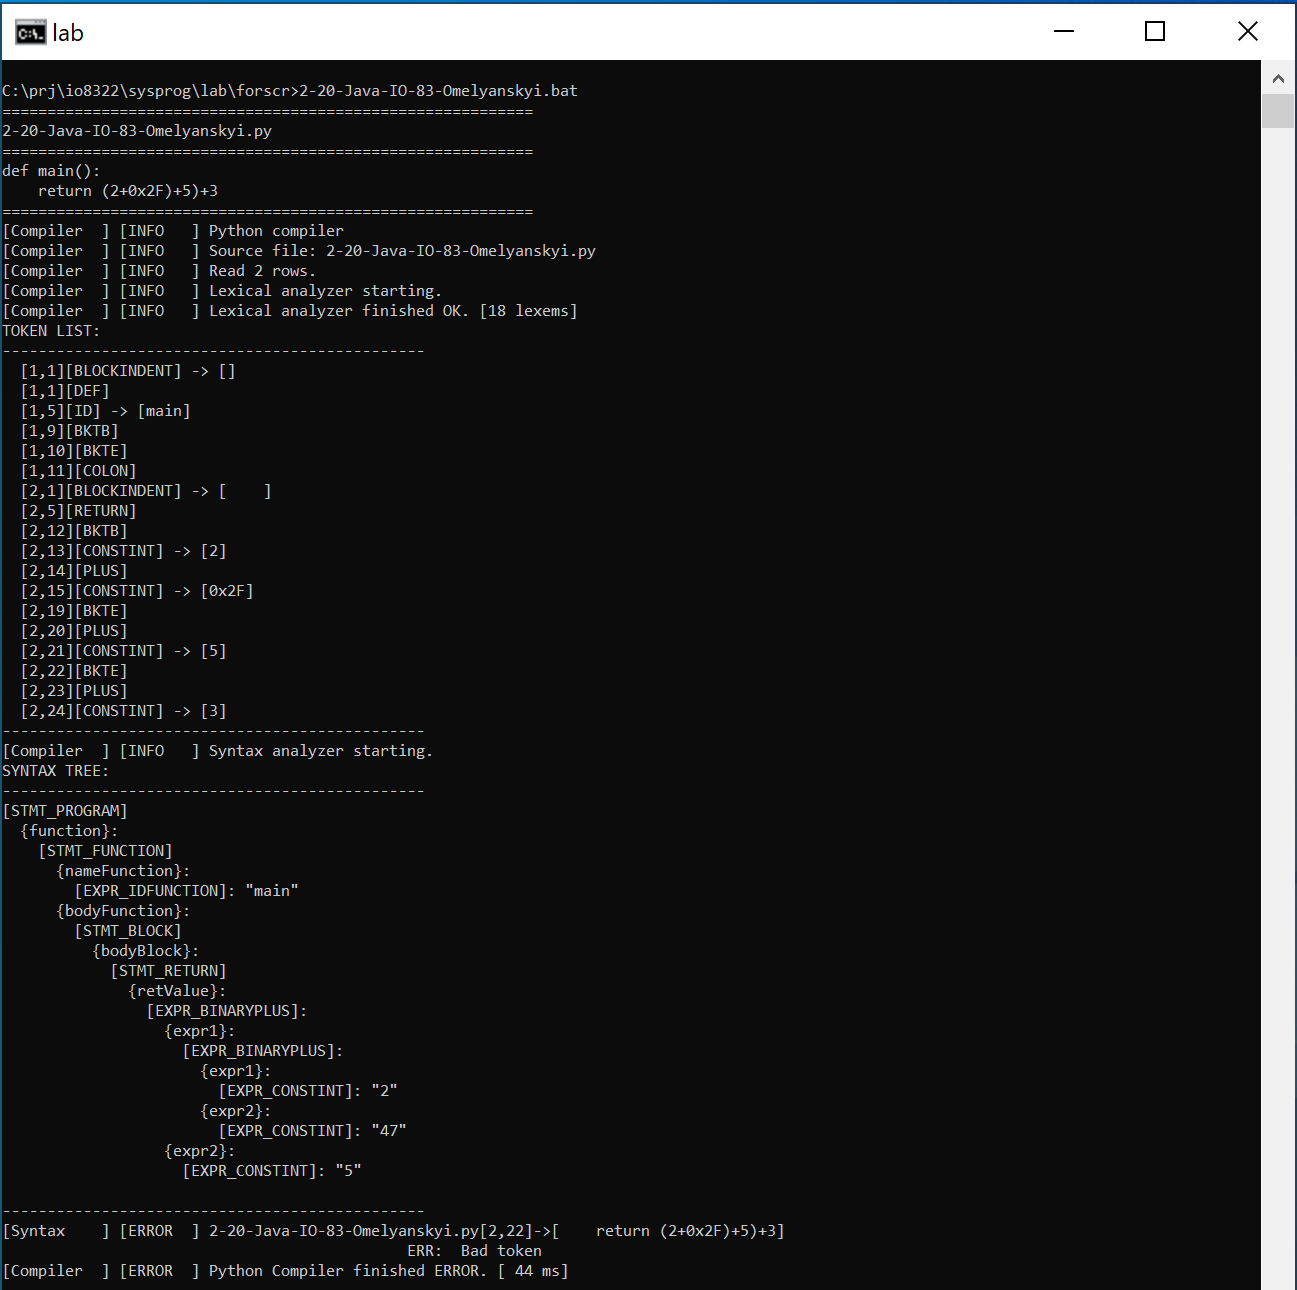 lab
C:\prj\io8322\sysprog\lab\forscr>2-20-Java-IO-83-Omelyanskyi.bat
===========================================================
2-20-Java-IO-83-Omelyanskyi.py
===========================================================
def main():
    return (2+0x2F)+5)+3
===========================================================
[Compiler  ] [INFO   ] Python compiler
[Compiler  ] [INFO   ] Source file: 2-20-Java-IO-83-Omelyanskyi.py
[Compiler  ] [INFO   ] Read 2 rows.
[Compiler  ] [INFO   ] Lexical analyzer starting.
[Compiler  ] [INFO   ] Lexical analyzer finished OK. [18 lexems]
TOKEN LIST:
-----------------------------------------------
  [1,1][BLOCKINDENT] -> []
  [1,1][DEF]
  [1,5][ID] -> [main]
  [1,9][BKTB]
  [1,10][BKTE]
  [1,11][COLON]
  [2,1][BLOCKINDENT] -> [    ]
  [2,5][RETURN]
  [2,12][BKTB]
  [2,13][CONSTINT] -> [2]
  [2,14][PLUS]
  [2,15][CONSTINT] -> [0x2F]
  [2,19][BKTE]
  [2,20][PLUS]
  [2,21][CONSTINT] -> [5]
  [2,22][BKTE]
  [2,23][PLUS]
  [2,24][CONSTINT] -> [3]
-----------------------------------------------
[Compiler  ] [INFO   ] Syntax analyzer starting.
SYNTAX TREE:
-----------------------------------------------
[STMT_PROGRAM]
  {function}:
    [STMT_FUNCTION]
      {nameFunction}:
        [EXPR_IDFUNCTION]: "main"
      {bodyFunction}:
        [STMT_BLOCK]
          {bodyBlock}:
            [STMT_RETURN]
              {retValue}:
                [EXPR_BINARYPLUS]:
                  {expr1}:
                    [EXPR_BINARYPLUS]:
                      {expr1}:
                        [EXPR_CONSTINT]: "2"
                      {expr2}:
                        [EXPR_CONSTINT]: "47"
                  {expr2}:
                    [EXPR_CONSTINT]: "5"
-----------------------------------------------
[Syntax    ] [ERROR  ] 2-20-Java-IO-83-Omelyanskyi.py[2,22]->[    return (2+0x2F)+5)+3]
                                             ERR:  Bad token
[Compiler  ] [ERROR  ] Python Compiler finished ERROR. [ 44 ms]